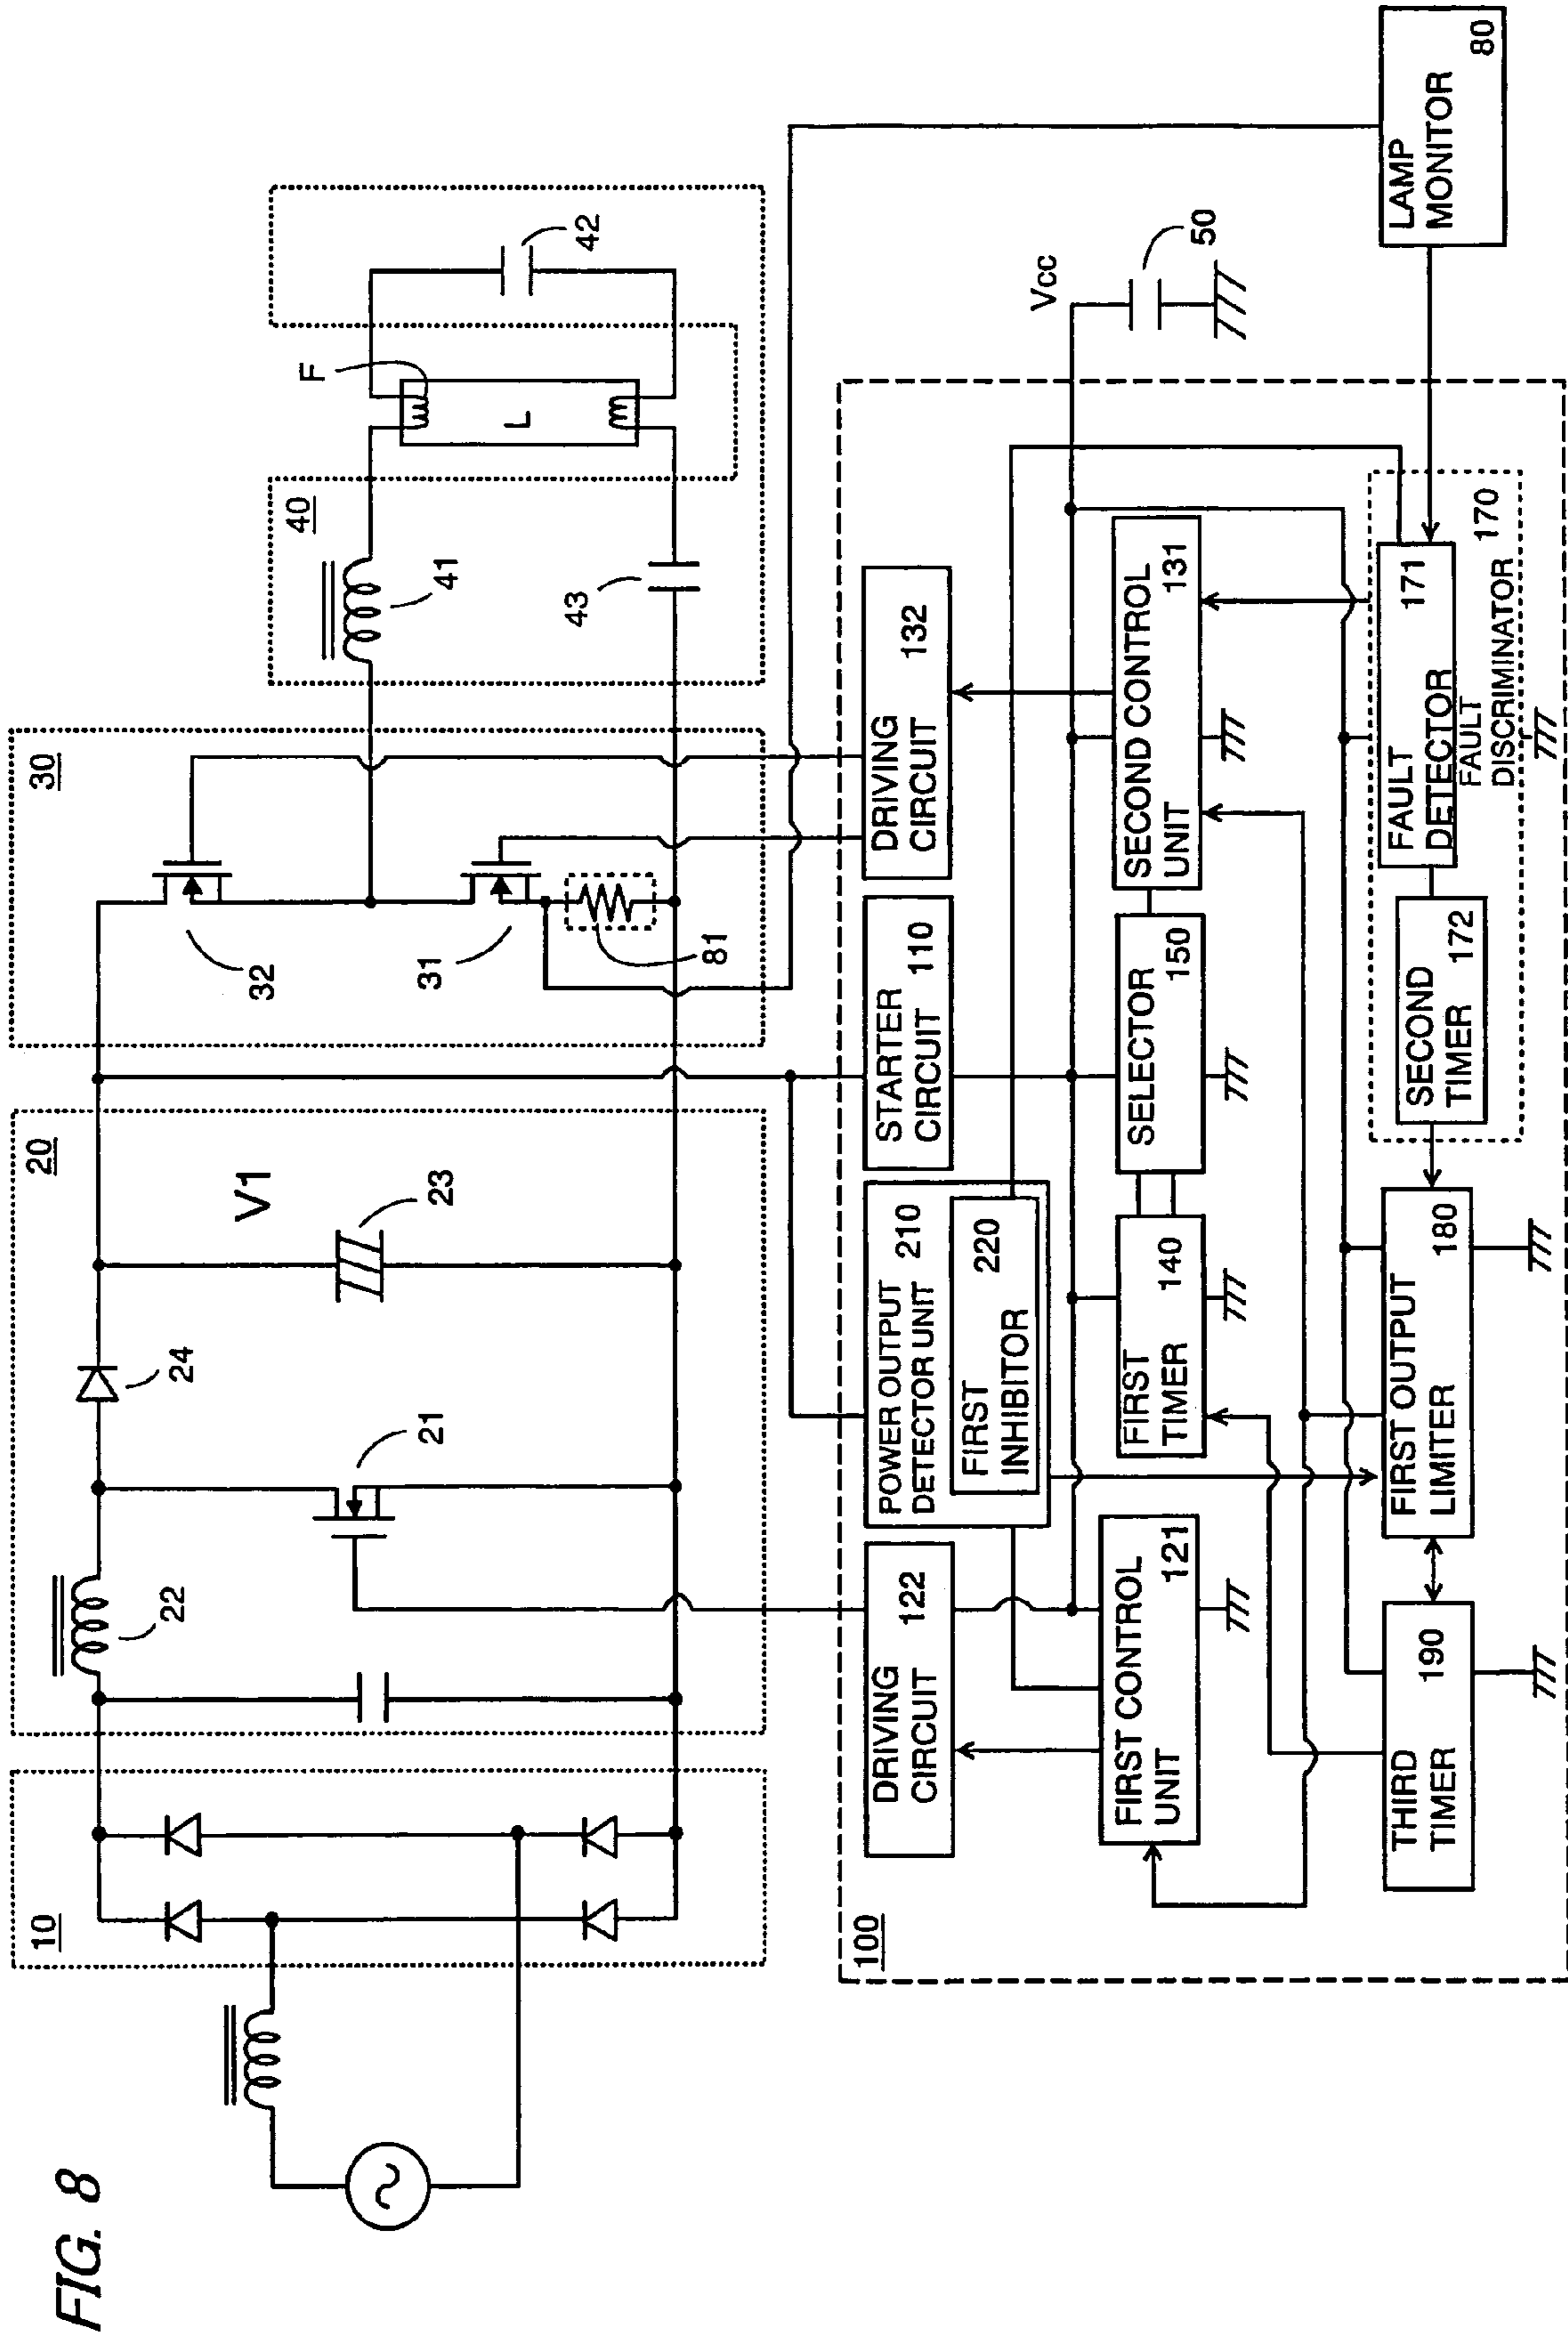 FIG. 8
10
20
22
21
24
V1
23
30
32
31
81
40
41
43
F
L
42
100
DRIVING
CIRCUIT
122
POWER OUTPUT
DETECTOR UNIT
210
FIRST
INHIBITOR
220
STARTER
CIRCUIT
110
DRIVING
CIRCUIT
132
Vcc
50
FIRST CONTROL
UNIT
121
FIRST
TIMER
140
SELECTOR
150
SECOND CONTROL
UNIT
131
THIRD
TIMER
190
FIRST OUTPUT
LIMITER
180
SECOND
TIMER
172
FAULT
DETECTOR
171
FAULT
DISCRIMINATOR
170
LAMP
MONITOR
80